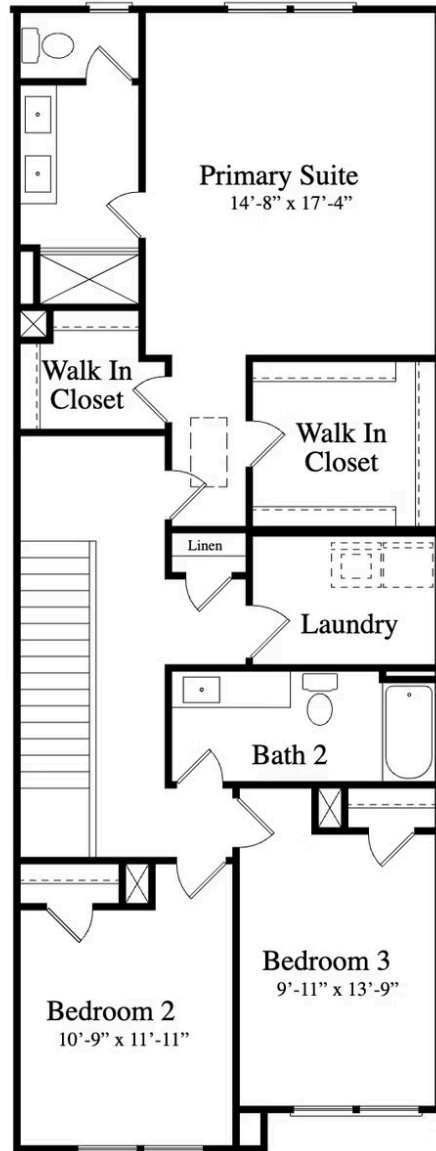 Primary Suite
14’-8” x 17’-4”
Walk In
Closet
Walk In
Closet
Linen
Laundry
Bath 2
Bedroom 3
9’-11” x 13’-9”
Bedroom 2
10’-9” x 11’-11”